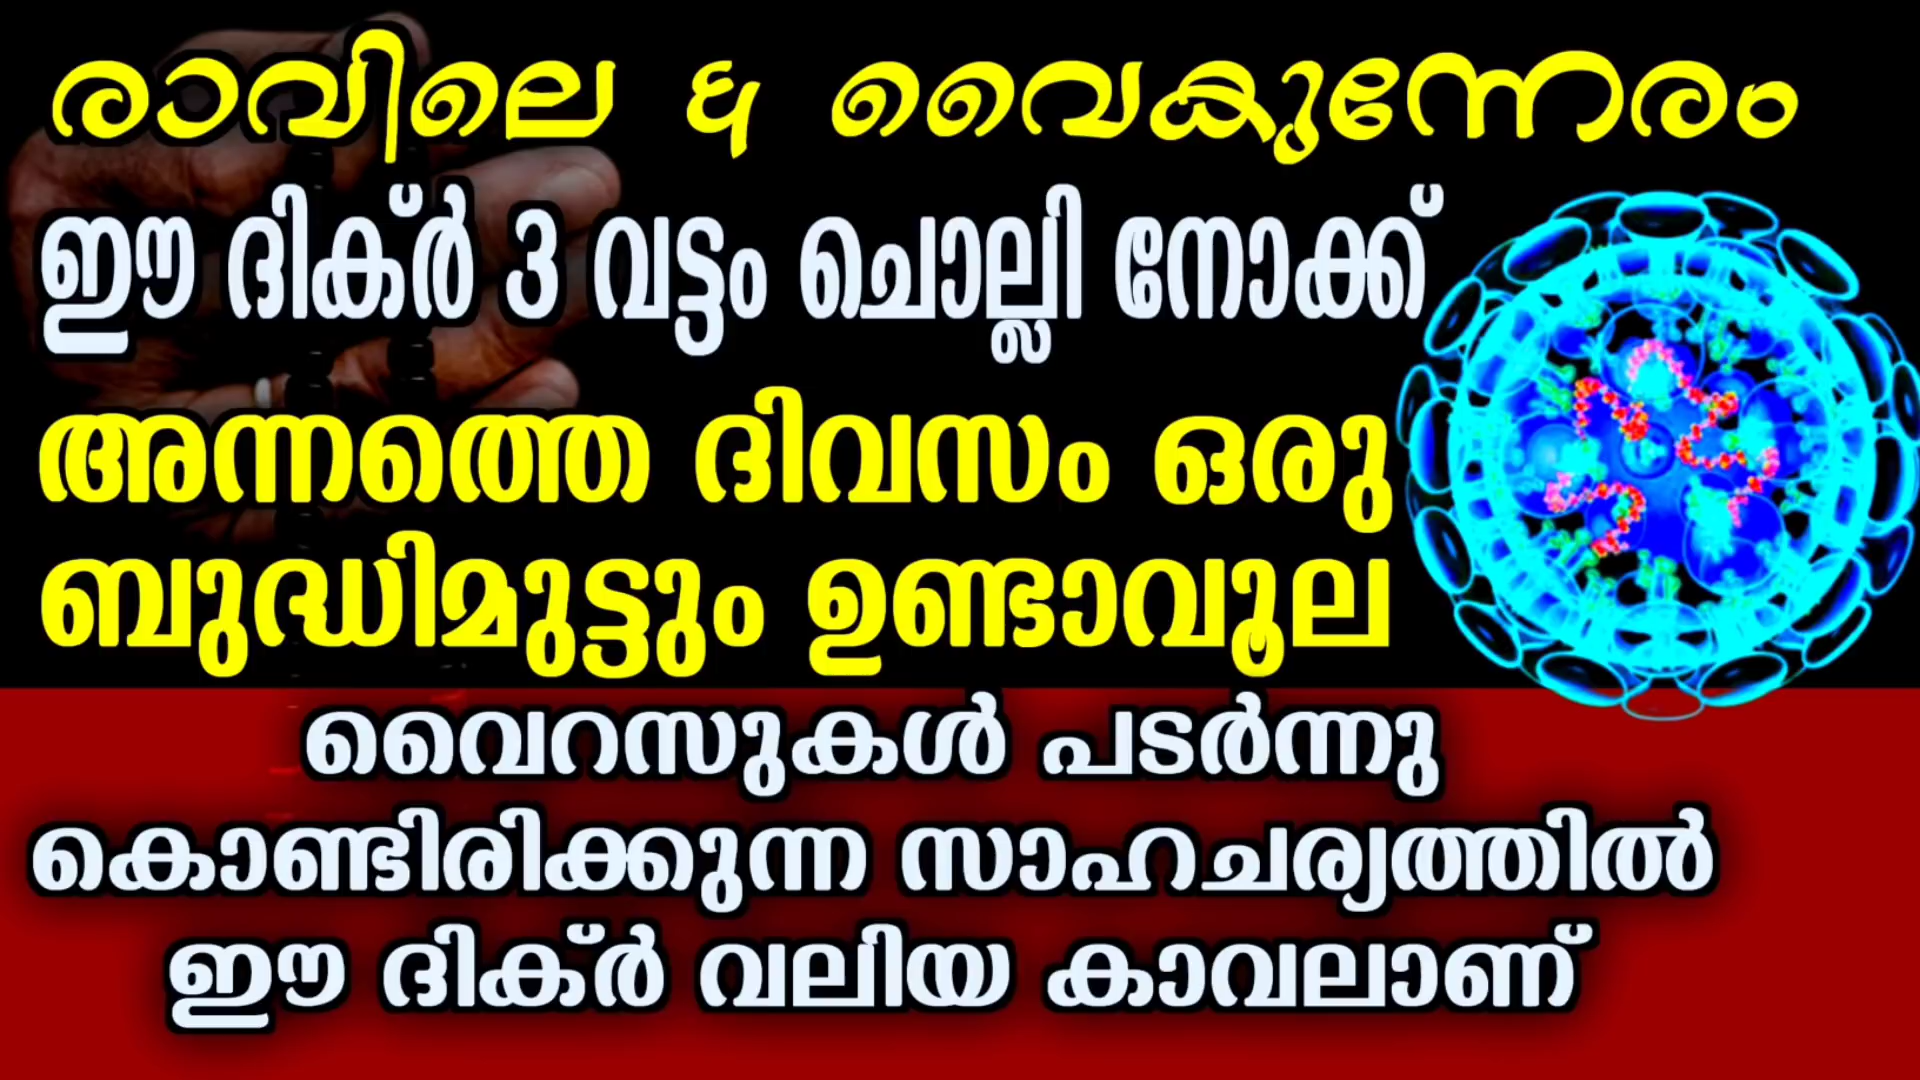 രാവിലെ & വൈകുന്നേരം
ഈ ദിക്ർ 3 വട്ടം ചൊല്ലി നോക്ക്
അന്നത്തെ ദിവസം ഒരു
ബുദ്ധിമുട്ടും ഉണ്ടാവൂല
വൈറസുകൾ പടർന്നു
കൊണ്ടിരിക്കുന്ന സാഹചര്യത്തിൽ
ഈ ദിക്ർ വലിയ കാവലാണ്